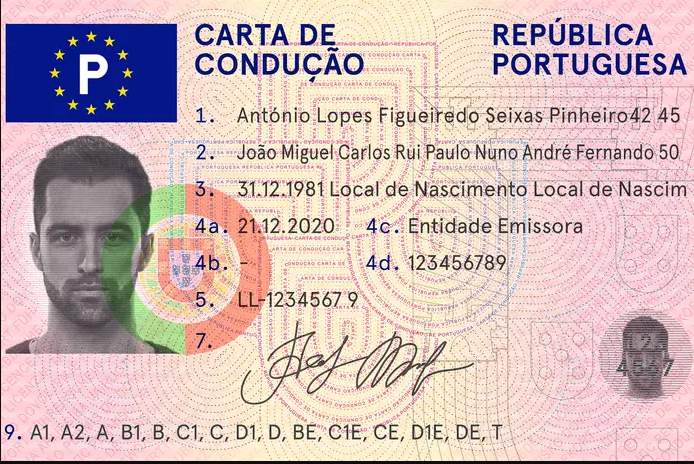 CARTA DE CONDUÇÃO
REPÚBLICA PORTUGUESA
P
1. António Lopes Figueiredo Seixas Pinheiro42 45
2. João Miguel Carlos Rui Paulo Nuno André Fernando 50
3. 31.12.1981 Local de Nascimento Local de Nascim
4a. 21.12.2020 4c. Entidade Emissora
4b. - 4d. 123456789
5. LL-1234567 9
7.
9. A1, A2, A, B1, B, C1, C, D1, D, BE, C1E, CE, D1E, DE, T